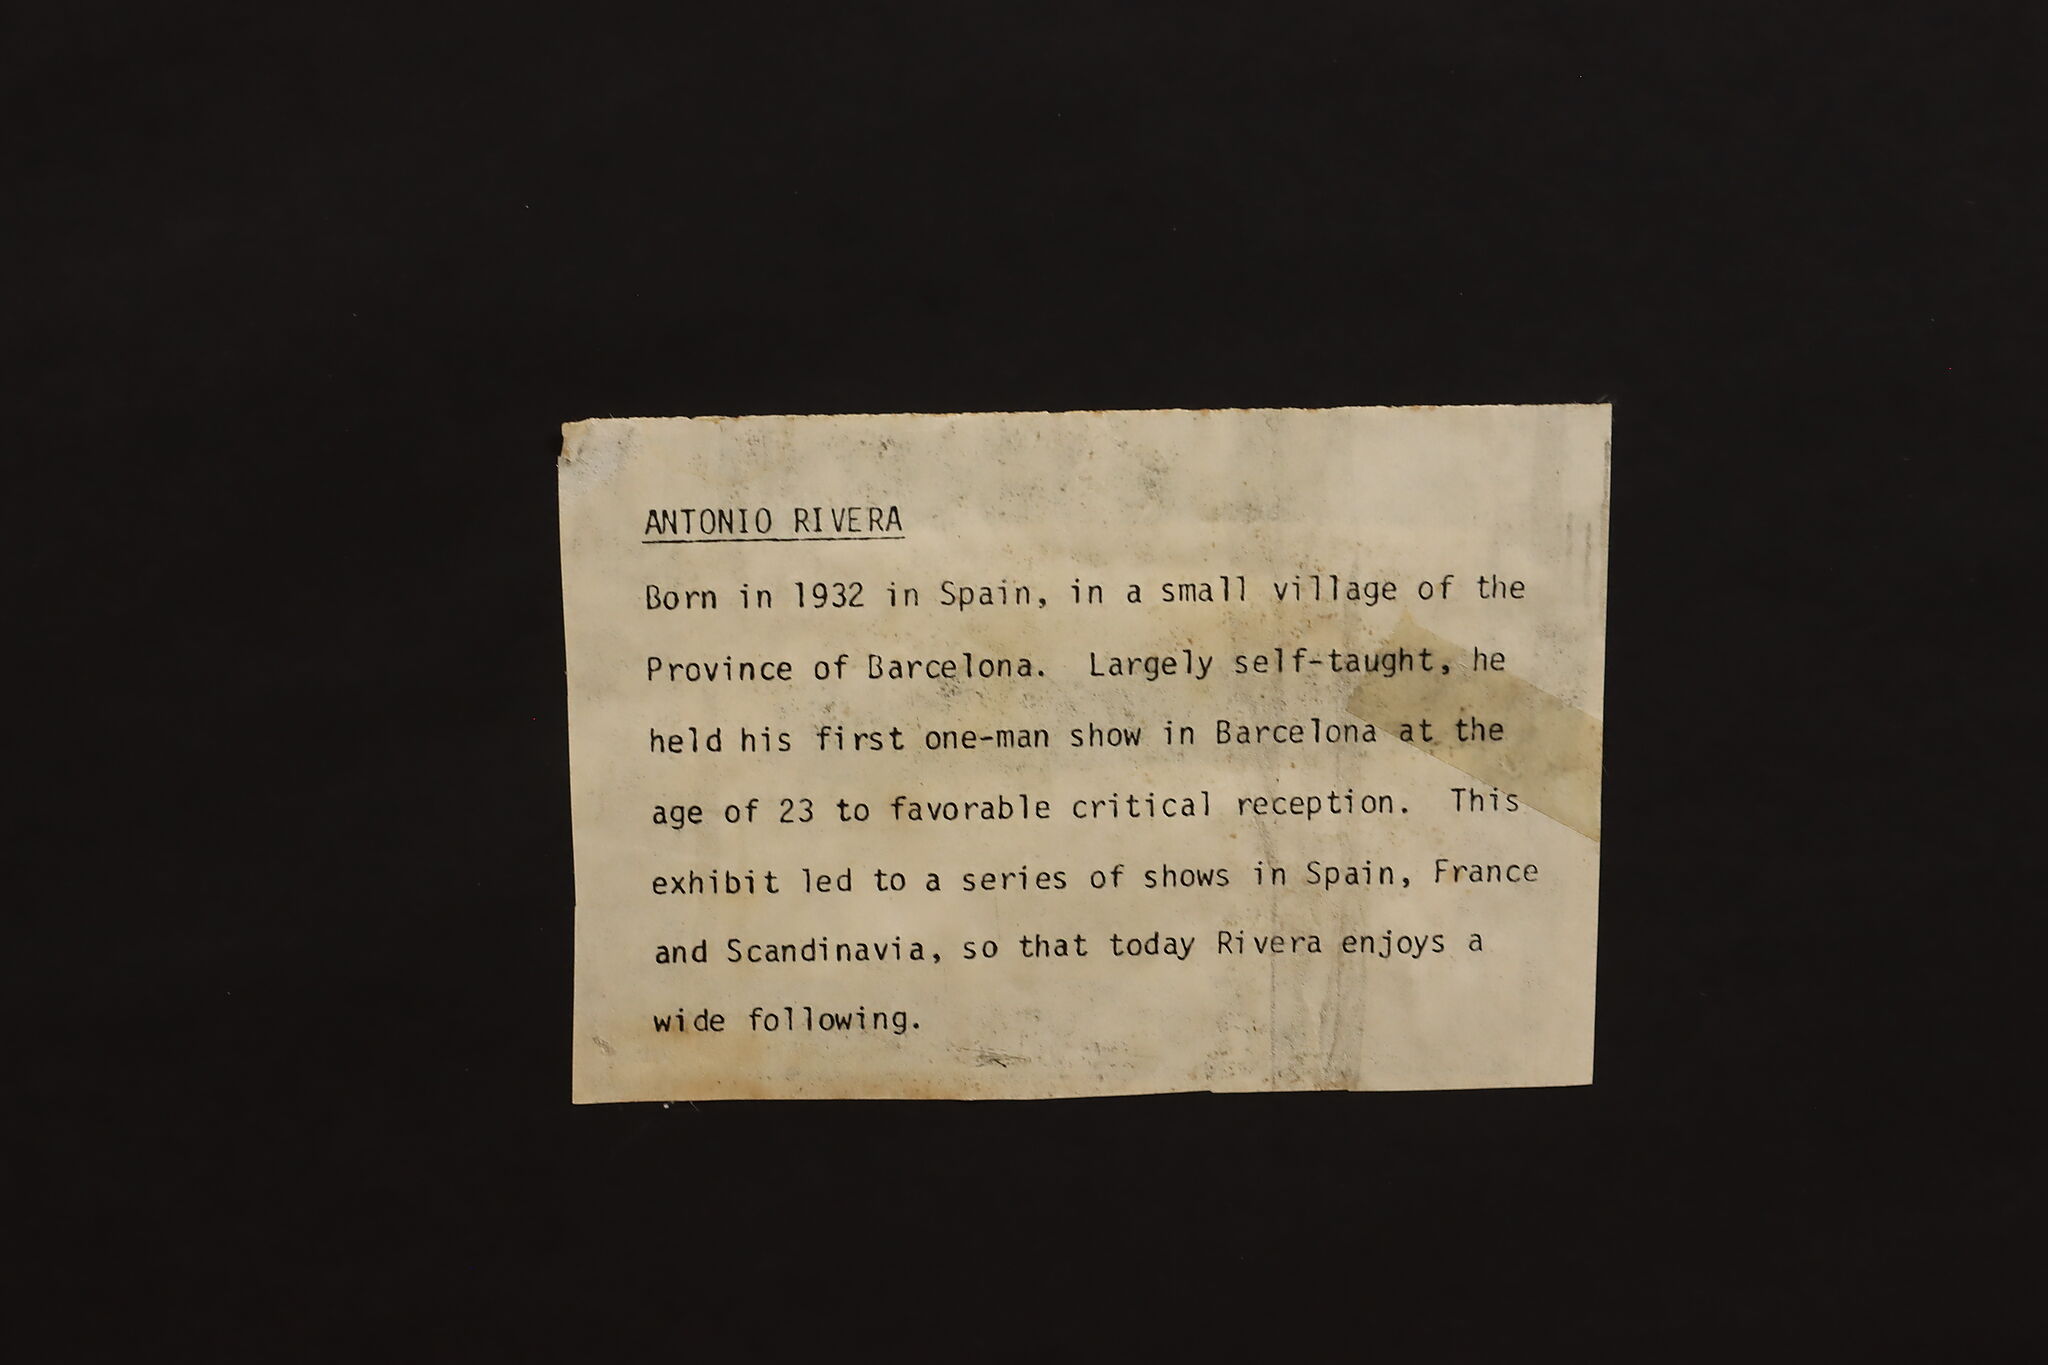 ANTONIO RIVERA
Born in 1932 in Spain, in a small village of the
Province of Barcelona.  Largely self-taught, he
held his first one-man show in Barcelona at the
age of 23 to favorable critical reception.  This
exhibit led to a series of shows in Spain, France
and Scandinavia, so that today Rivera enjoys a
wide following.